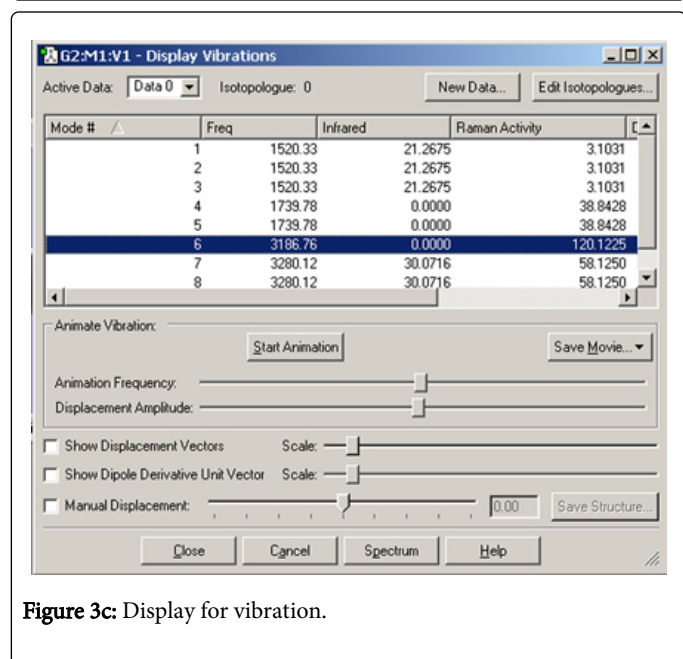 G2:M1:V1 - Display Vibrations
Active Data: Data 0 Isotopologue: 0 New Data... Edit Isotopologues...
Mode # Freq Infrared Raman Activity
1 1520.33 21.2675 3.1031
2 1520.33 21.2675 3.1031
3 1520.33 21.2675 3.1031
4 1739.78 0.0000 38.8428
5 1739.78 0.0000 38.8428
6 3186.76 0.0000 120.1225
7 3280.12 30.0716 58.1250
8 3280.12 30.0716 58.1250
Animate Vibration:
Start Animation Save Movie...
Animation Frequency:
Displacement Amplitude:
Show Displacement Vectors Scale:
Show Dipole Derivative Unit Vector Scale:
Manual Displacement: 0.00 Save Structure...
Close Cancel Spectrum Help
Figure 3c: Display for vibration.